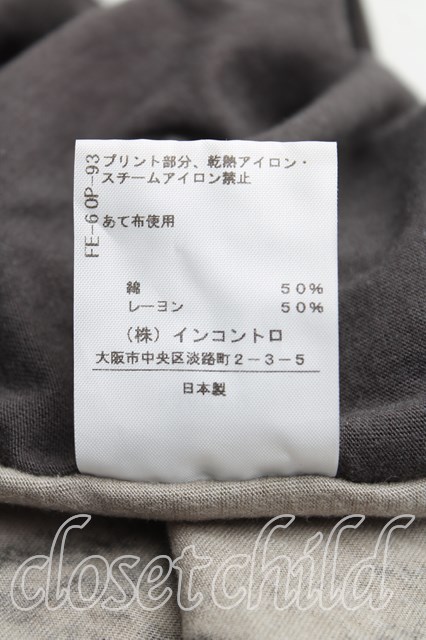 FE-60P-93
プリント部分、乾熱アイロン・
スチームアイロン禁止
あて布使用
綿 50%
レーヨン 50%
(株) インコントロ
大阪市中央区淡路町2-3-5
日本製
closet child